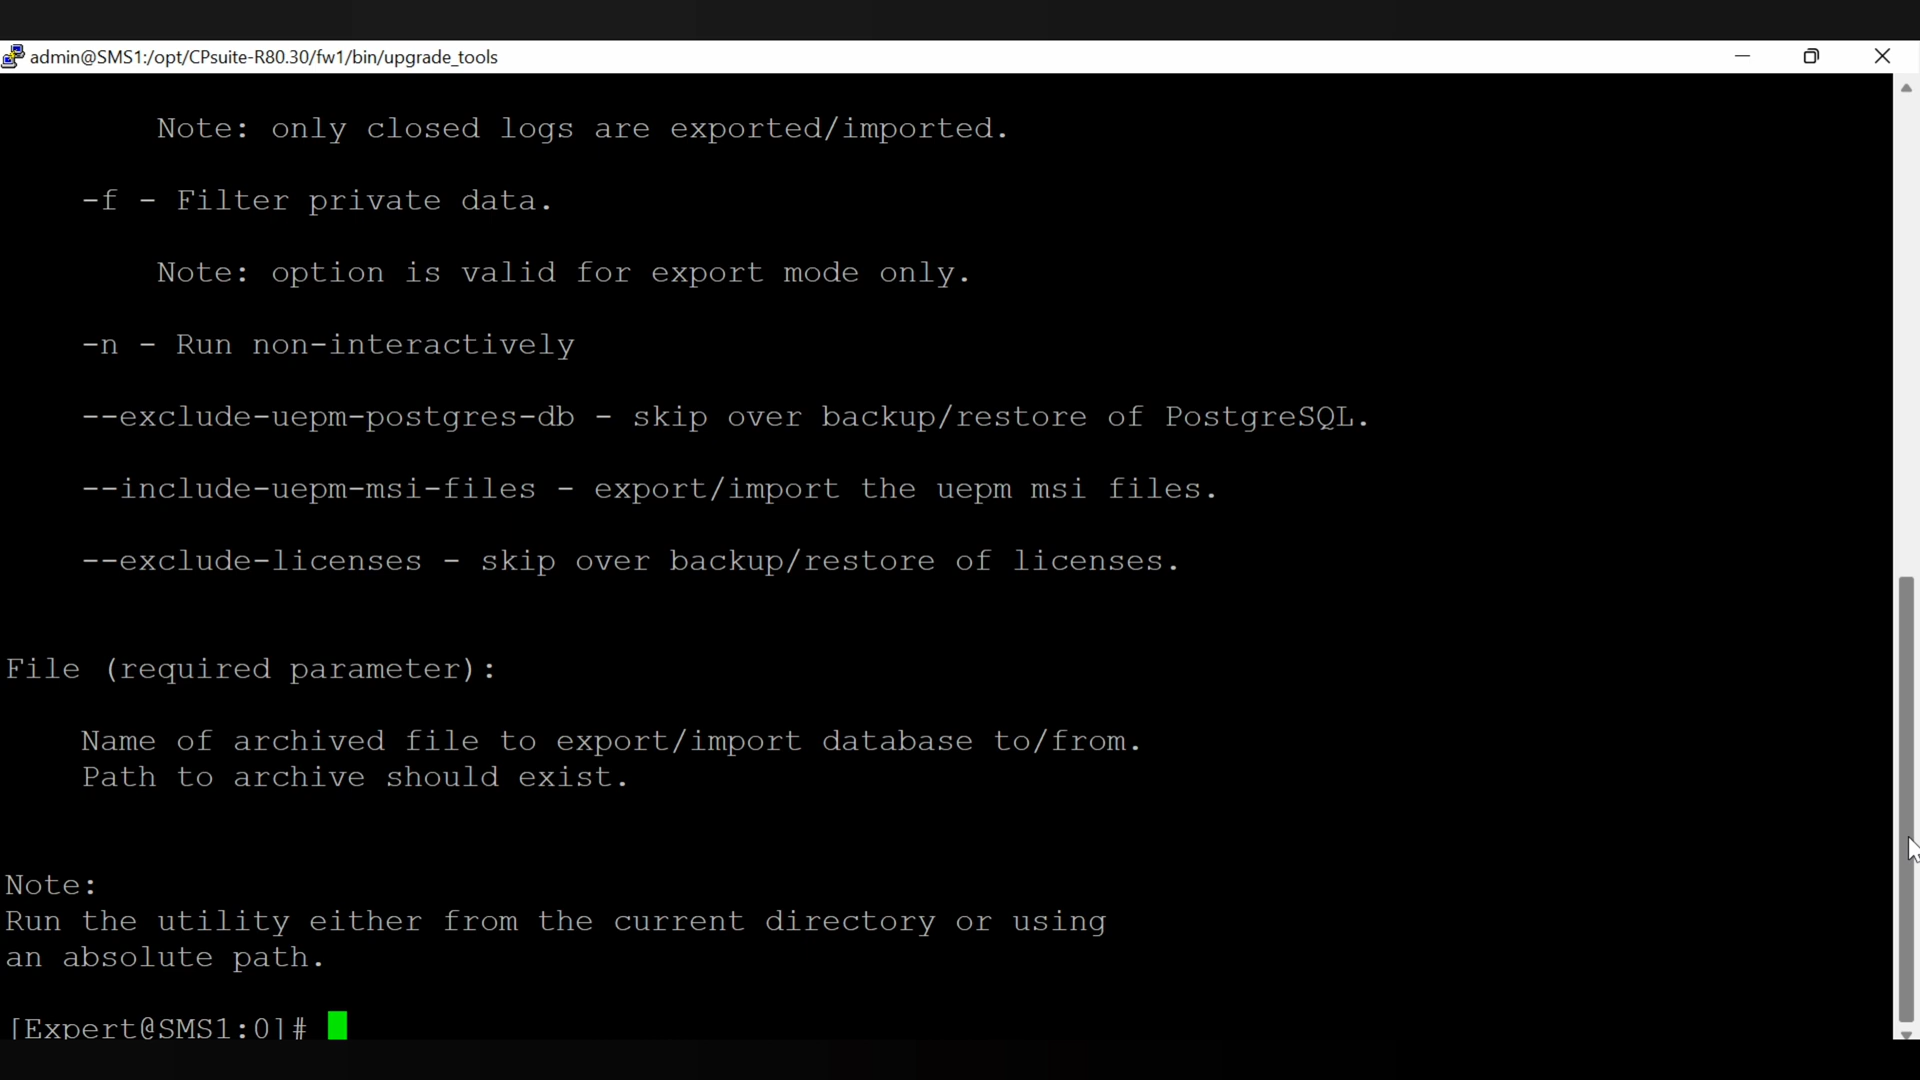 admin@SMS1:/opt/CPsuite-R80.30/fw1/bin/upgrade_tools
Note: only closed logs are exported/imported.
-f - Filter private data.
Note: option is valid for export mode only.
-n - Run non-interactively
--exclude-uepm-postgres-db - skip over backup/restore of PostgreSQL.
--include-uepm-msi-files - export/import the uepm msi files.
--exclude-licenses - skip over backup/restore of licenses.
File (required parameter):
Name of archived file to export/import database to/from.
Path to archive should exist.
Note:
Run the utility either from the current directory or using
an absolute path.
[Expert@SMS1:0]#